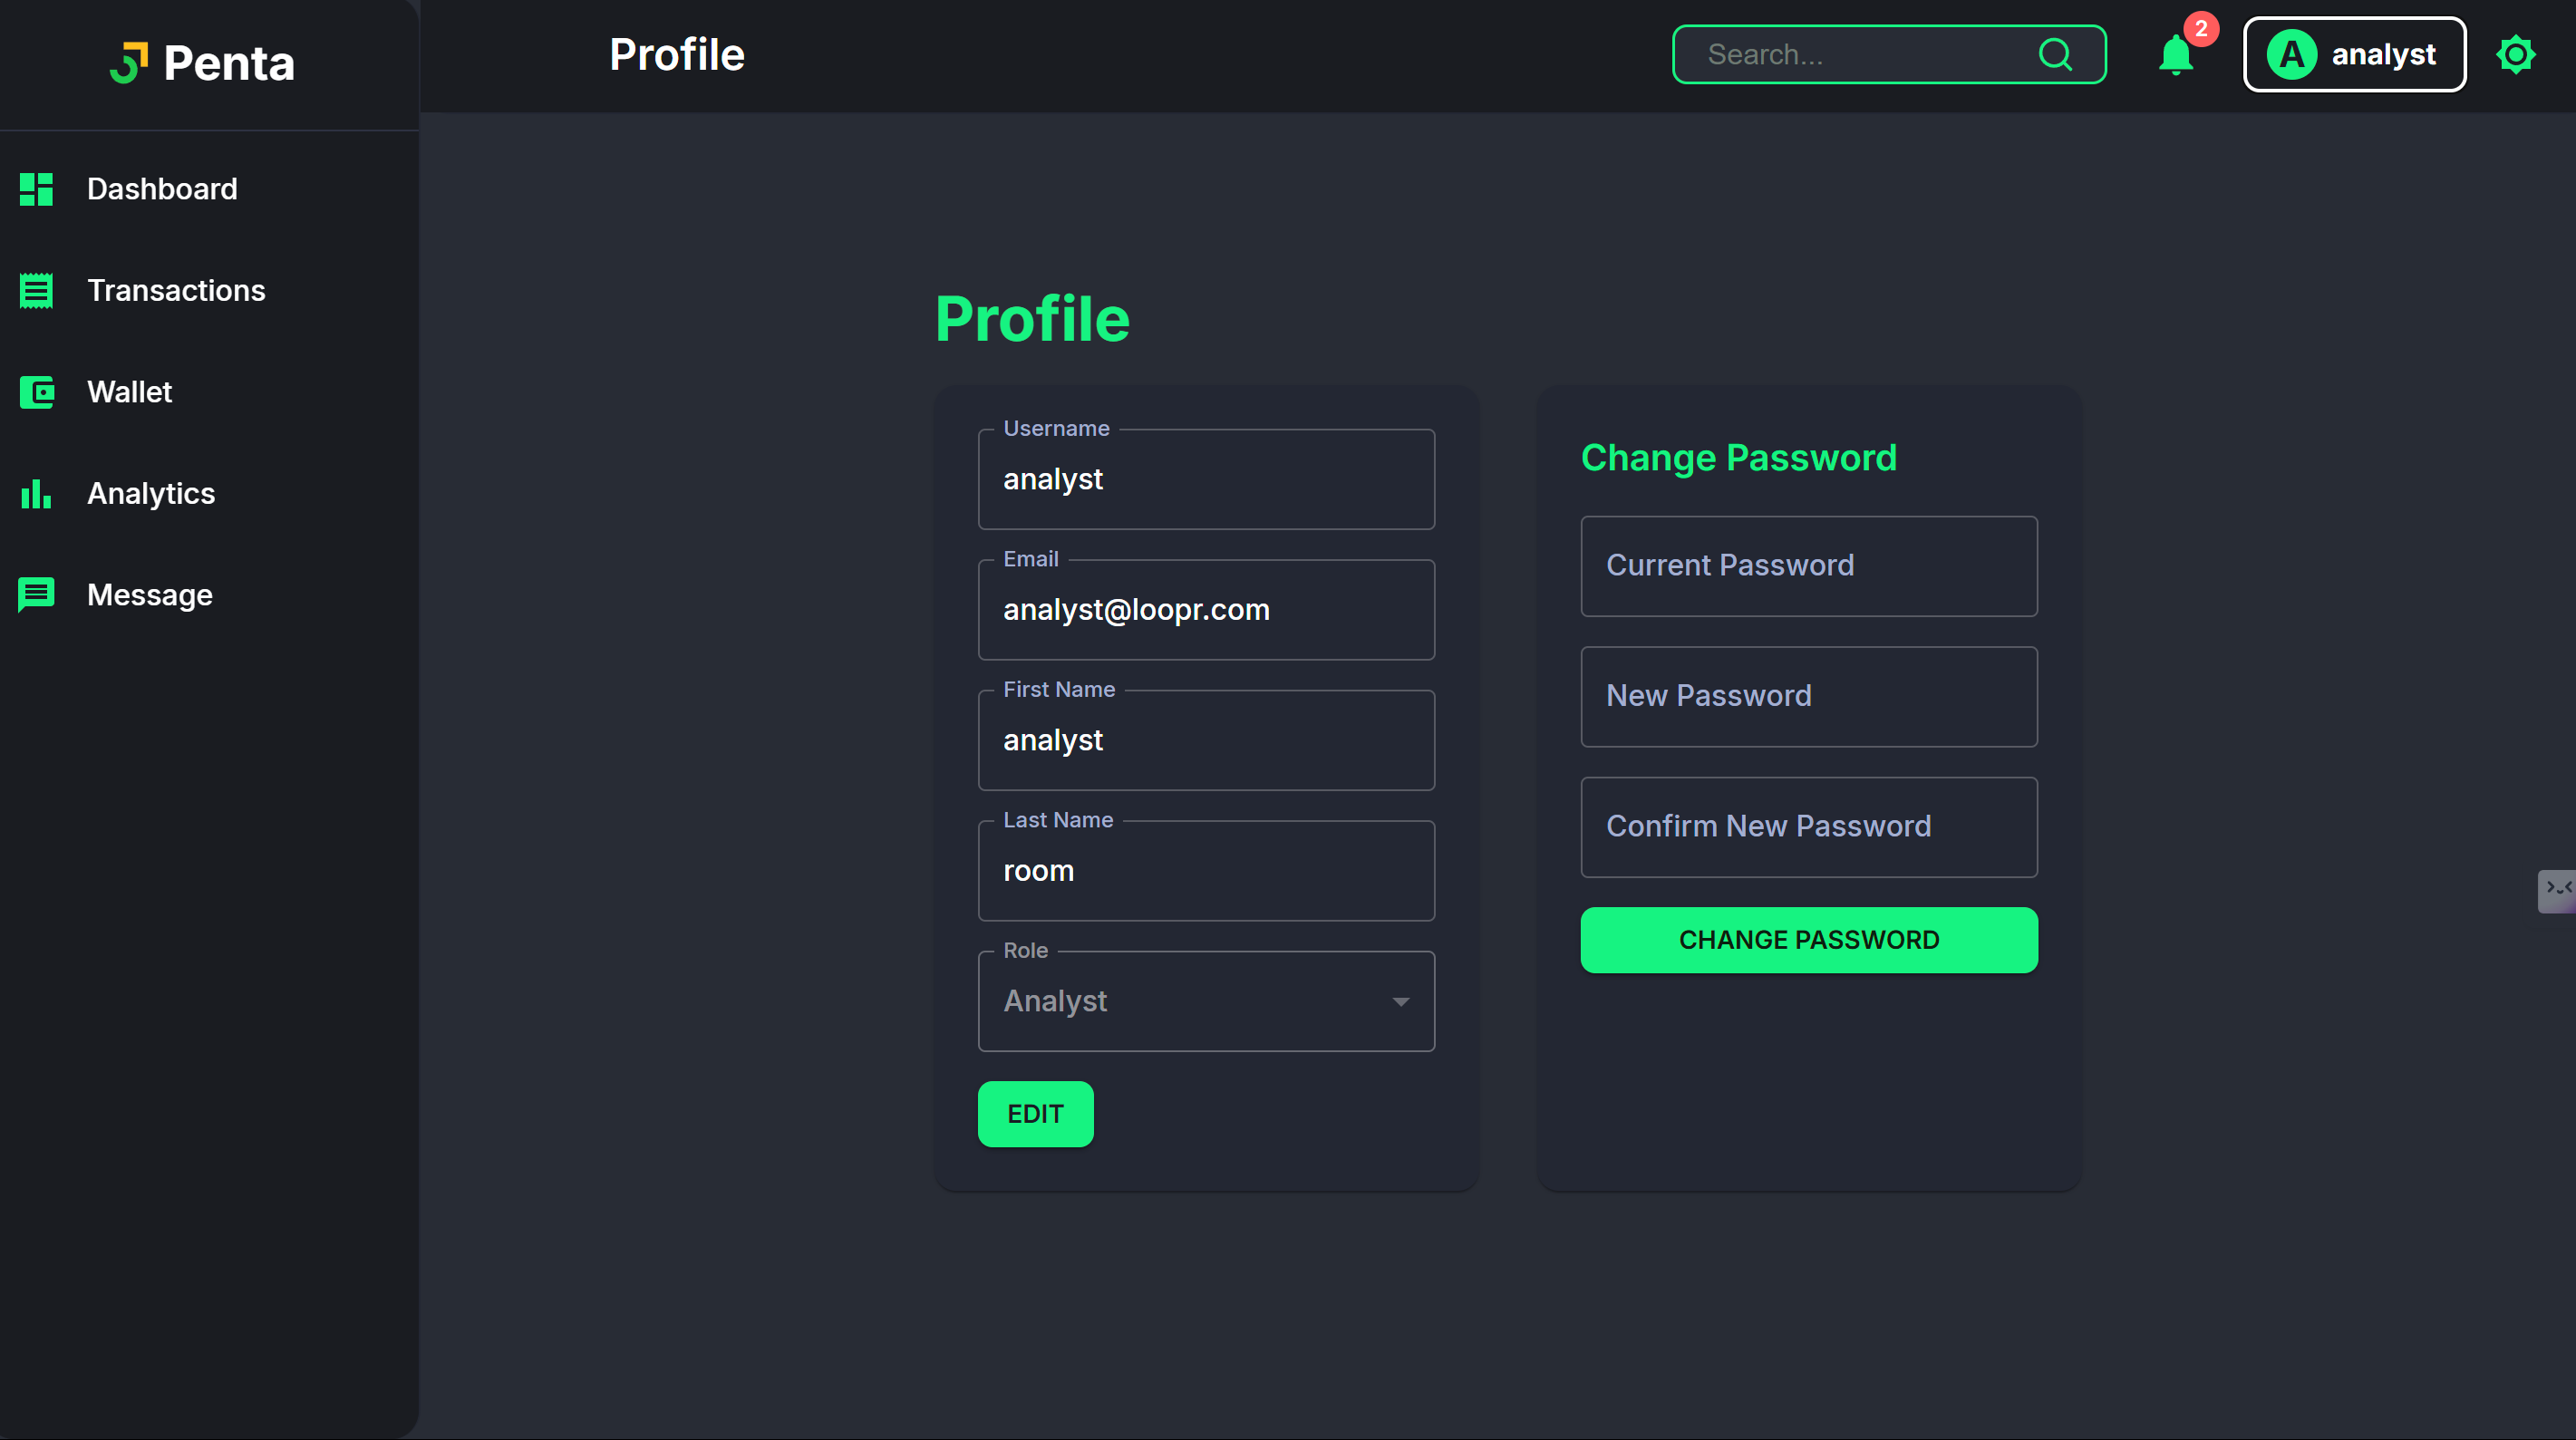 Penta
Profile
Search...
2
A
analyst
Dashboard
Transactions
Wallet
Analytics
Message
Profile
Username
analyst
Email
analyst@loopr.com
First Name
analyst
Last Name
room
Role
Analyst
EDIT
Change Password
Current Password
New Password
Confirm New Password
CHANGE PASSWORD